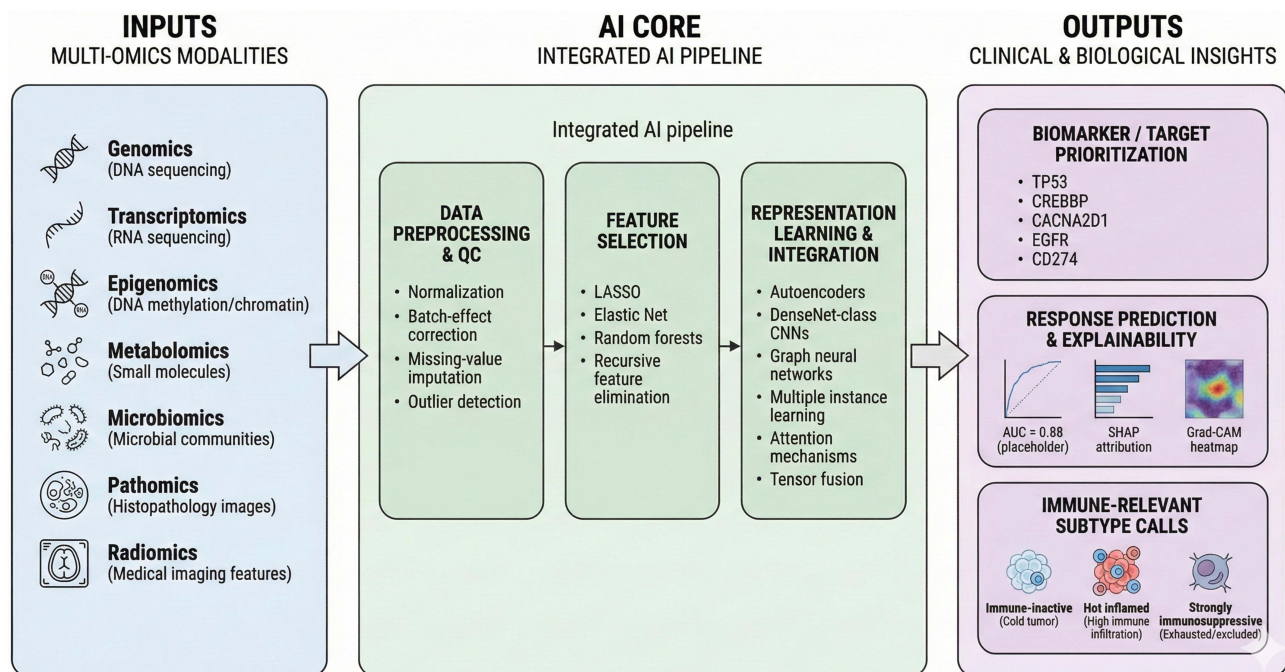 INPUTS
MULTI-OMICS MODALITIES
Genomics
(DNA sequencing)
Transcriptomics
(RNA sequencing)
RNA
Epigenomics
(DNA methylation/chromatin)
RNA
Metabolomics
(Small molecules)
Microbiomics
(Microbial communities)
Pathomics
(Histopathology images)
Radiomics
(Medical imaging features)
AI CORE
INTEGRATED AI PIPELINE
Integrated AI pipeline
DATA
PREPROCESSING
& QC
• Normalization
• Batch-effect
correction
• Missing-value
imputation
• Outlier detection
FEATURE
SELECTION
• LASSO
• Elastic Net
• Random forests
• Recursive
feature
elimination
REPRESENTATION
LEARNING &
INTEGRATION
• Autoencoders
• DenseNet-class
CNNs
• Graph neural
networks
• Multiple instance
learning
• Attention
mechanisms
• Tensor fusion
OUTPUTS
CLINICAL & BIOLOGICAL INSIGHTS
BIOMARKER / TARGET
PRIORITIZATION
• TP53
• CREBBP
• CACNA2D1
• EGFR
• CD274
RESPONSE PREDICTION
& EXPLAINABILITY
AUC = 0.88
(placeholder)
SHAP
attribution
Grad-CAM
heatmap
IMMUNE-RELEVANT
SUBTYPE CALLS
Immune-inactive
(Cold tumor)
Hot inflamed
(High immune
infiltration)
Strongly
immunosuppressive
(Exhausted/excluded)